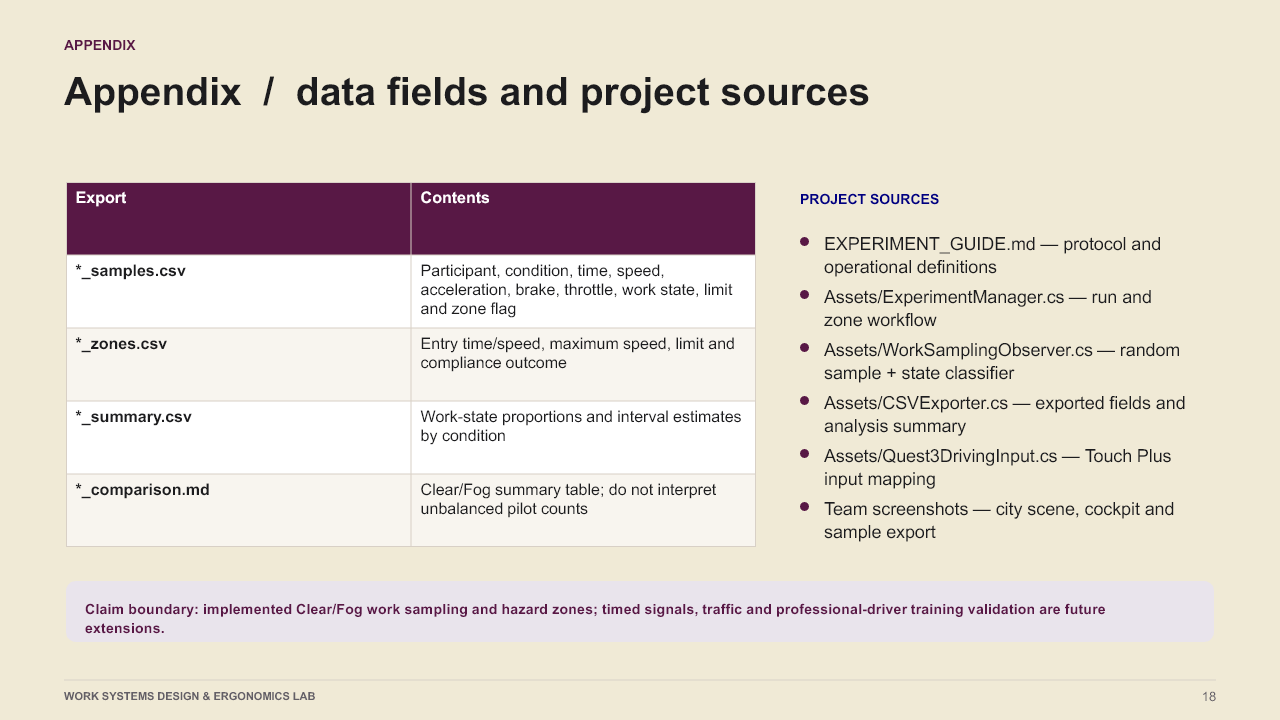 APPENDIX
Appendix / data fields and project sources
Export
Contents
*_samples.csv
Participant, condition, time, speed,
acceleration, brake, throttle, work state, limit
and zone flag
*_zones.csv
Entry time/speed, maximum speed, limit and
compliance outcome
*_summary.csv
Work-state proportions and interval estimates
by condition
*_comparison.md
Clear/Fog summary table; do not interpret
unbalanced pilot counts
PROJECT SOURCES
EXPERIMENT_GUIDE.md — protocol and
operational definitions
Assets/ExperimentManager.cs — run and
zone workflow
Assets/WorkSamplingObserver.cs — random
sample + state classifier
Assets/CSVExporter.cs — exported fields and
analysis summary
Assets/Quest3DrivingInput.cs — Touch Plus
input mapping
Team screenshots — city scene, cockpit and
sample export
Claim boundary: implemented Clear/Fog work sampling and hazard zones; timed signals, traffic and professional-driver training validation are future
extensions.
WORK SYSTEMS DESIGN & ERGONOMICS LAB
18